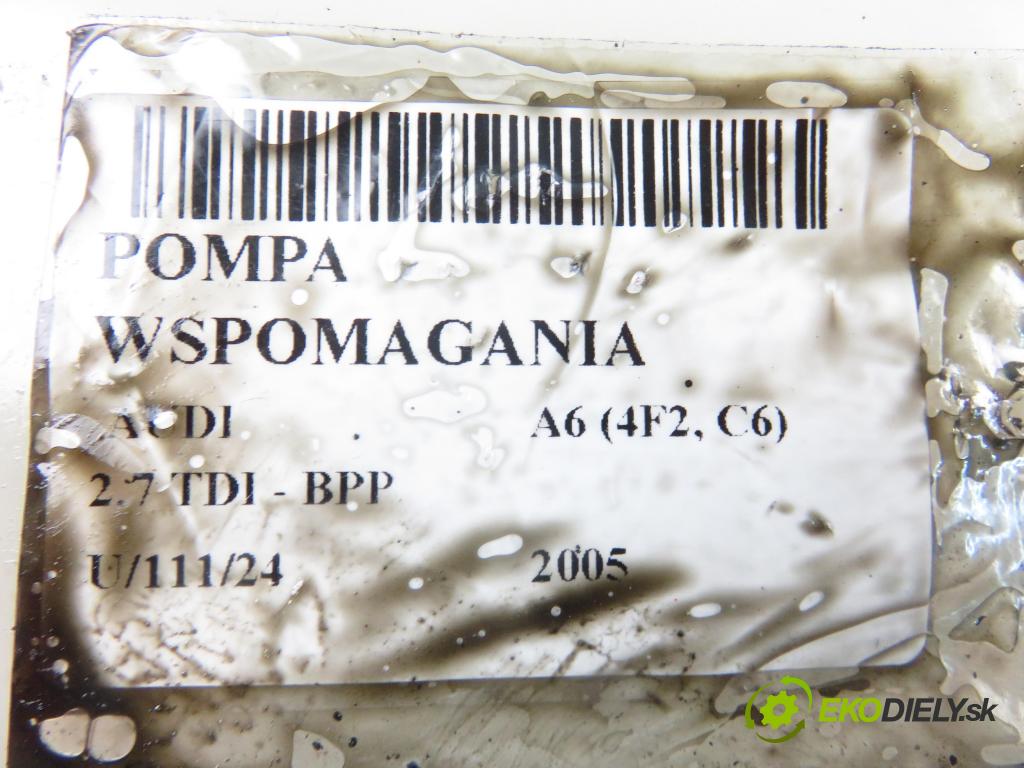 POMPA
WSPOMAGANIA
AUDI A6 (4F2, C6)
2.7 TDI - BPP
U/111/24 2005
EKODIELY.sk